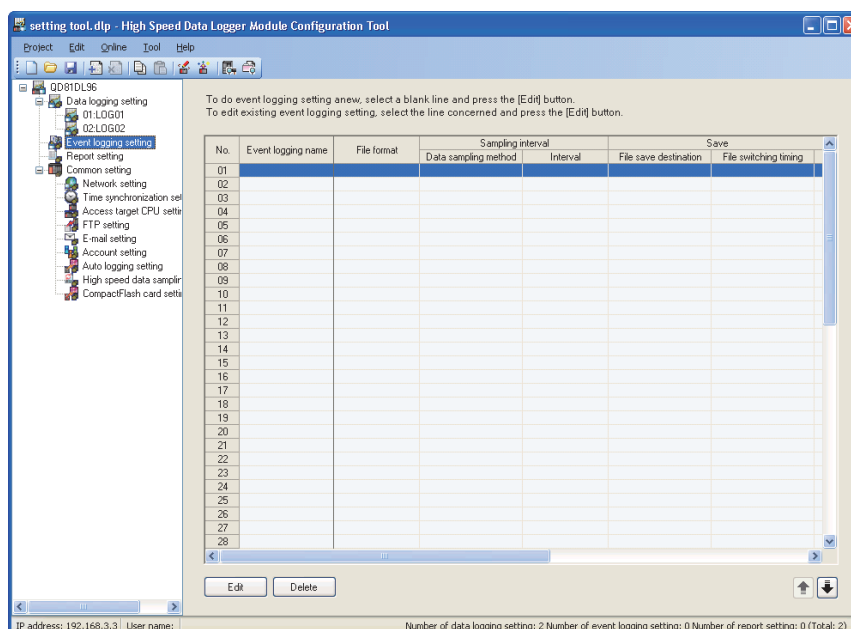 setting tool.dlp - High Speed Data Logger Module Configuration Tool
Project Edit Online Tool Help
QD81DL96
Data logging setting
01:LOG01
02:LOG02
Event logging setting
Report setting
Common setting
Network setting
Time synchronization set
Access target CPU settin
FTP setting
E-mail setting
Account setting
Auto logging setting
High speed data samplin
CompactFlash card settin
To do event logging setting anew, select a blank line and press the [Edit] button.
To edit existing event logging setting, select the line concerned and press the [Edit] button.
No. Event logging name File format Sampling interval Save
Data sampling method Interval File save destination File switching timing
01
02
03
04
05
06
07
08
09
10
11
12
13
14
15
16
17
18
19
20
21
22
23
24
25
26
27
28
Edit Delete
IP address: 192.168.3.3 User name: Number of data logging setting: 2 Number of event logging setting: 0 Number of report setting: 0 (Total: 2)